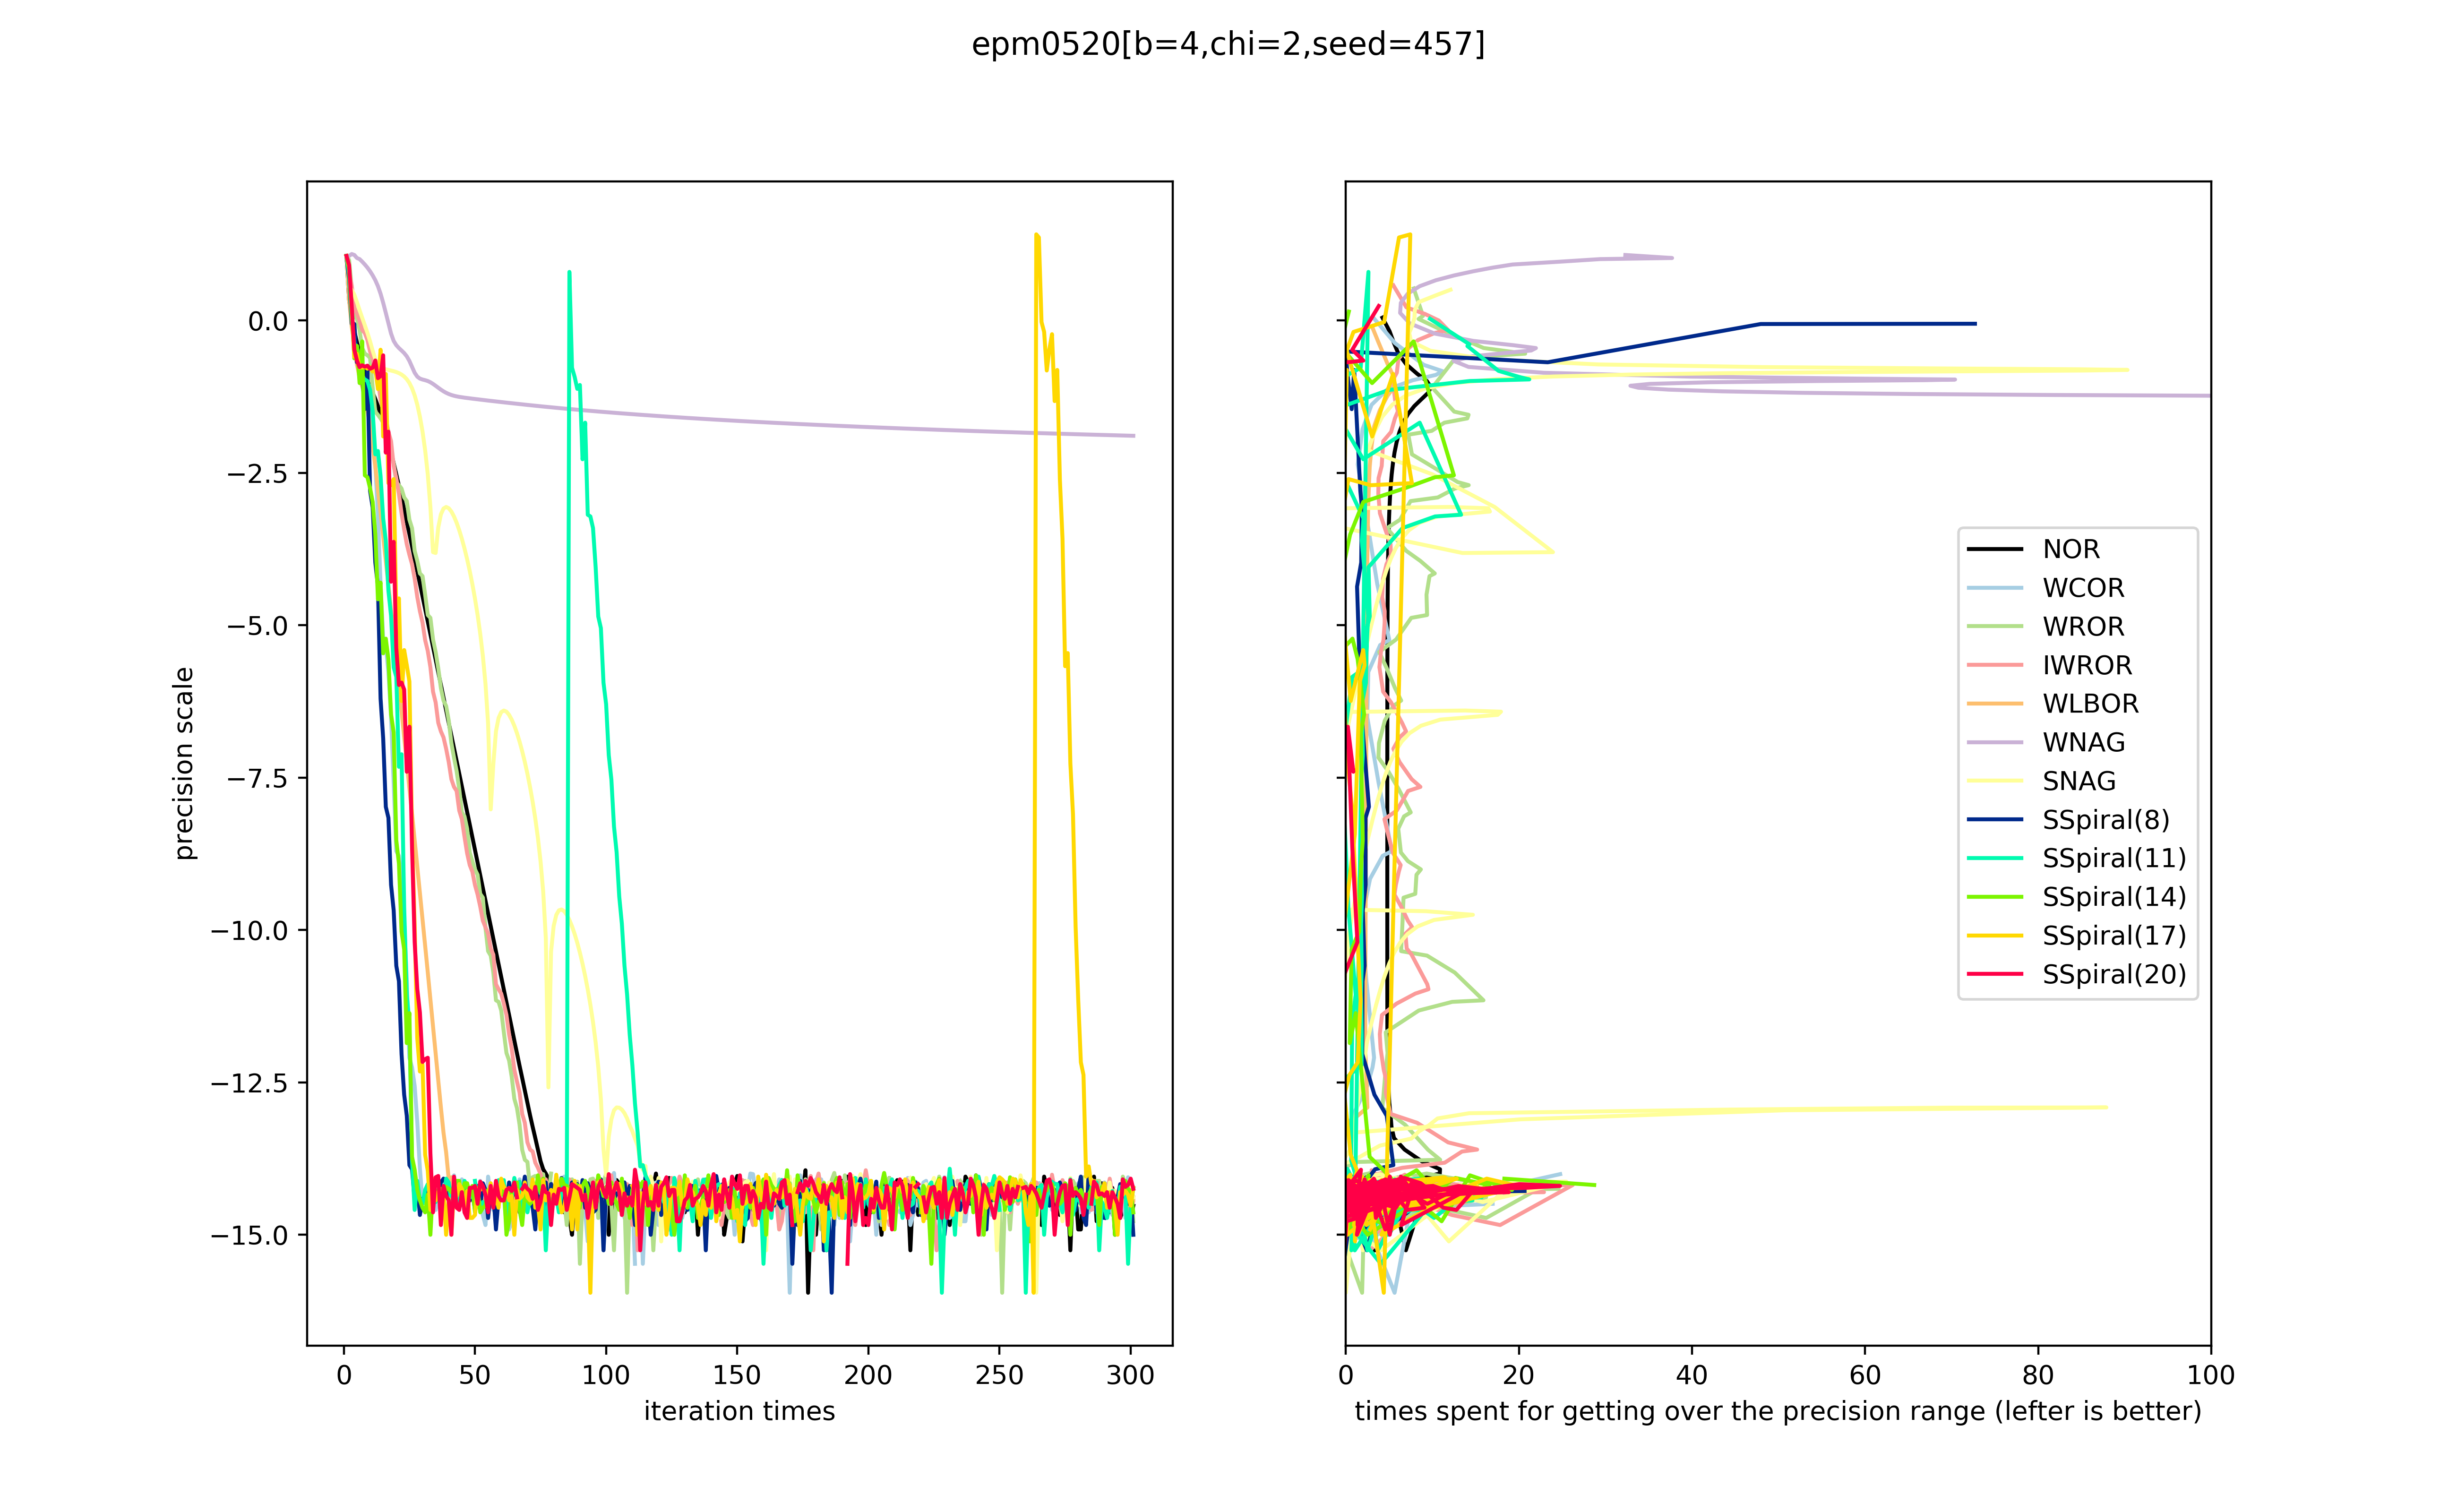 epm0520[b=4,chi=2,seed=457]
precision scale
0.0
−2.5
−5.0
−7.5
−10.0
−12.5
−15.0
0 50 100 150 200 250 300
iteration times
NOR
WCOR
WROR
IWROR
WLBOR
WNAG
SNAG
SSpiral(8)
SSpiral(11)
SSpiral(14)
SSpiral(17)
SSpiral(20)
0 20 40 60 80 100
times spent for getting over the precision range (lefter is better)